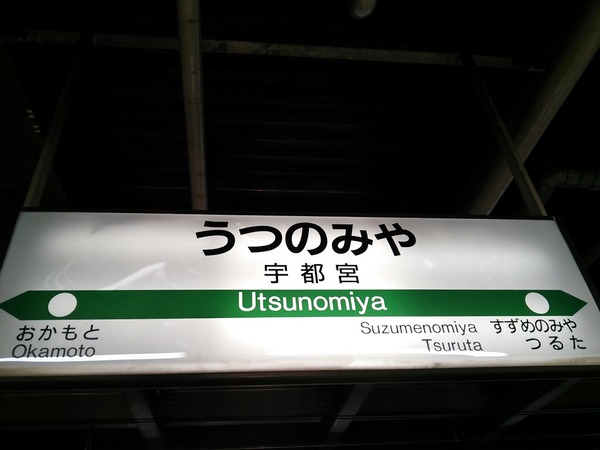 うつのみや
宇都宮
Utsunomiya
おかもと
Okamoto
Suzumenomiya すずめのみや
Tsuruta つるた